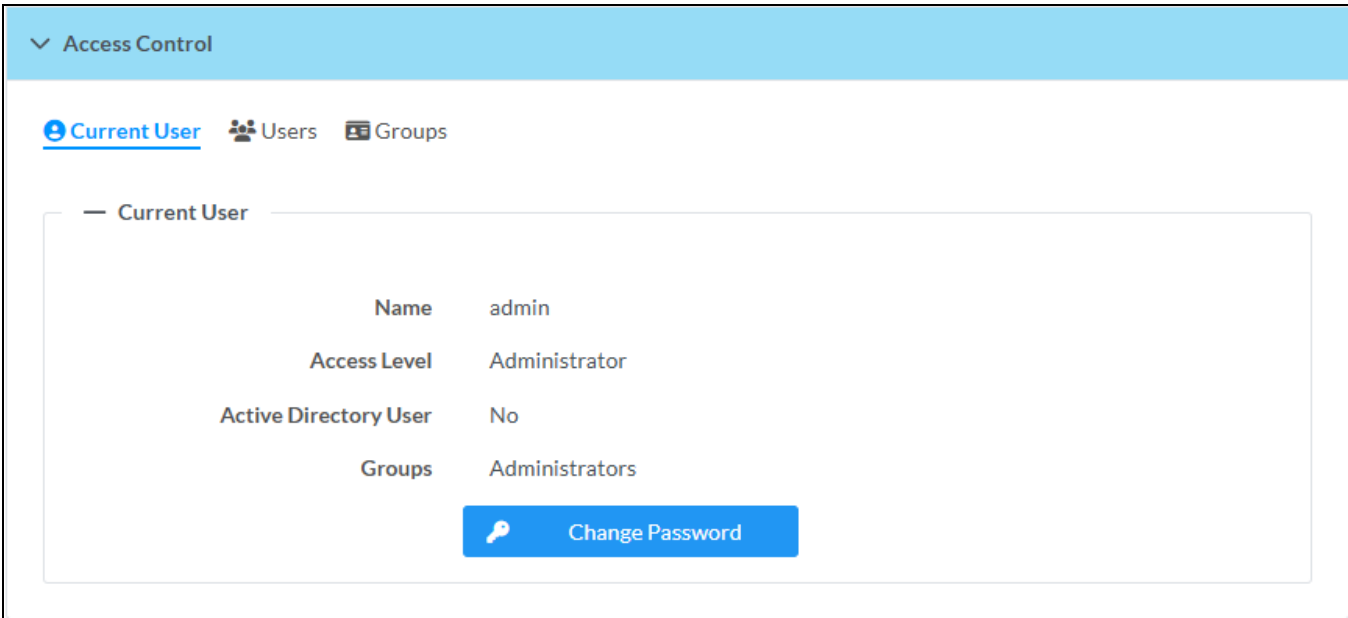 Access Control
Current User Users Groups
Current User
Name admin
Access Level Administrator
Active Directory User No
Groups Administrators
Change Password